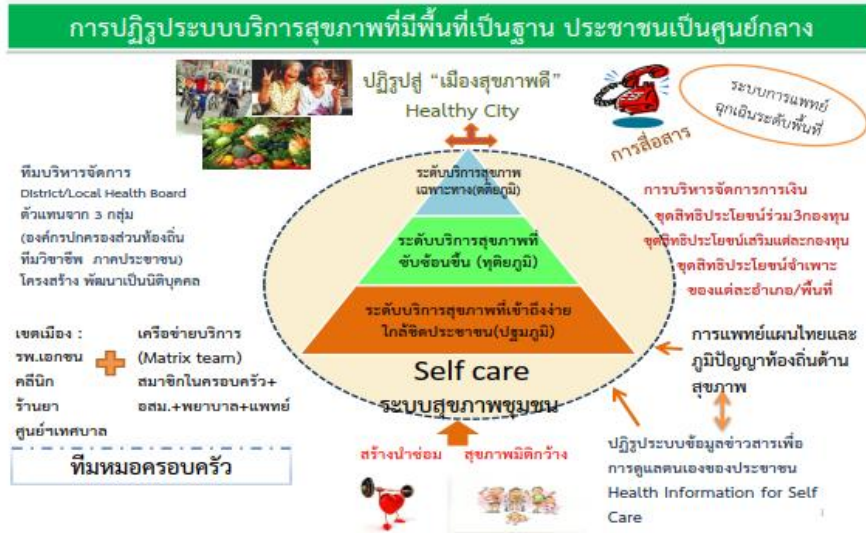 การปฏิรูประบบบริการสุขภาพที่มีพื้นที่เป็นฐาน ประชาชนเป็นศูนย์กลาง
ปฏิรูปสู่ “เมืองสุขภาพดี”
Healthy City
การสื่อสาร
ระบบการแพทย์
ฉุกเฉินระดับพื้นที่
ทีมบริหารจัดการ
District/Local Health Board
ตัวแทนจาก 3 กลุ่ม
(องค์กรปกครองส่วนท้องถิ่น
ทีมวิชาชีพ ภาคประชาชน)
โครงสร้าง พัฒนาเป็นนิติบุคคล
ระดับบริการสุขภาพ
เฉพาะทาง(ตติยภูมิ)
ระดับบริการสุขภาพที่
ซับซ้อนขึ้น (ทุติยภูมิ)
ระดับบริการสุขภาพที่เข้าถึงง่าย
ใกล้ชิดประชาชน(ปฐมภูมิ)
Self care
ระบบสุขภาพชุมชน
การบริหารจัดการการเงิน
ชุดสิทธิประโยชน์ร่วม3กองทุน
ชุดสิทธิประโยชน์เสริมแต่ละกองทุน
ชุดสิทธิประโยชน์จำเพาะ
ของแต่ละอำเภอ/พื้นที่
เขตเมือง :
รพ.เอกชน
คลีนิก
ร้านยา
ศูนย์ฯเทศบาล
เครือข่ายบริการ
(Matrix team)
สมาชิกในครอบครัว+
อสม.+พยาบาล+แพทย์
ทีมหมอครอบครัว
สร้างนำซ่อม สุขภาพมิติกว้าง
การแพทย์แผนไทยและ
ภูมิปัญญาท้องถิ่นด้าน
สุขภาพ
ปฏิรูประบบข้อมูลข่าวสารเพื่อ
การดูแลตนเองของประชาชน
Health Information for Self
Care